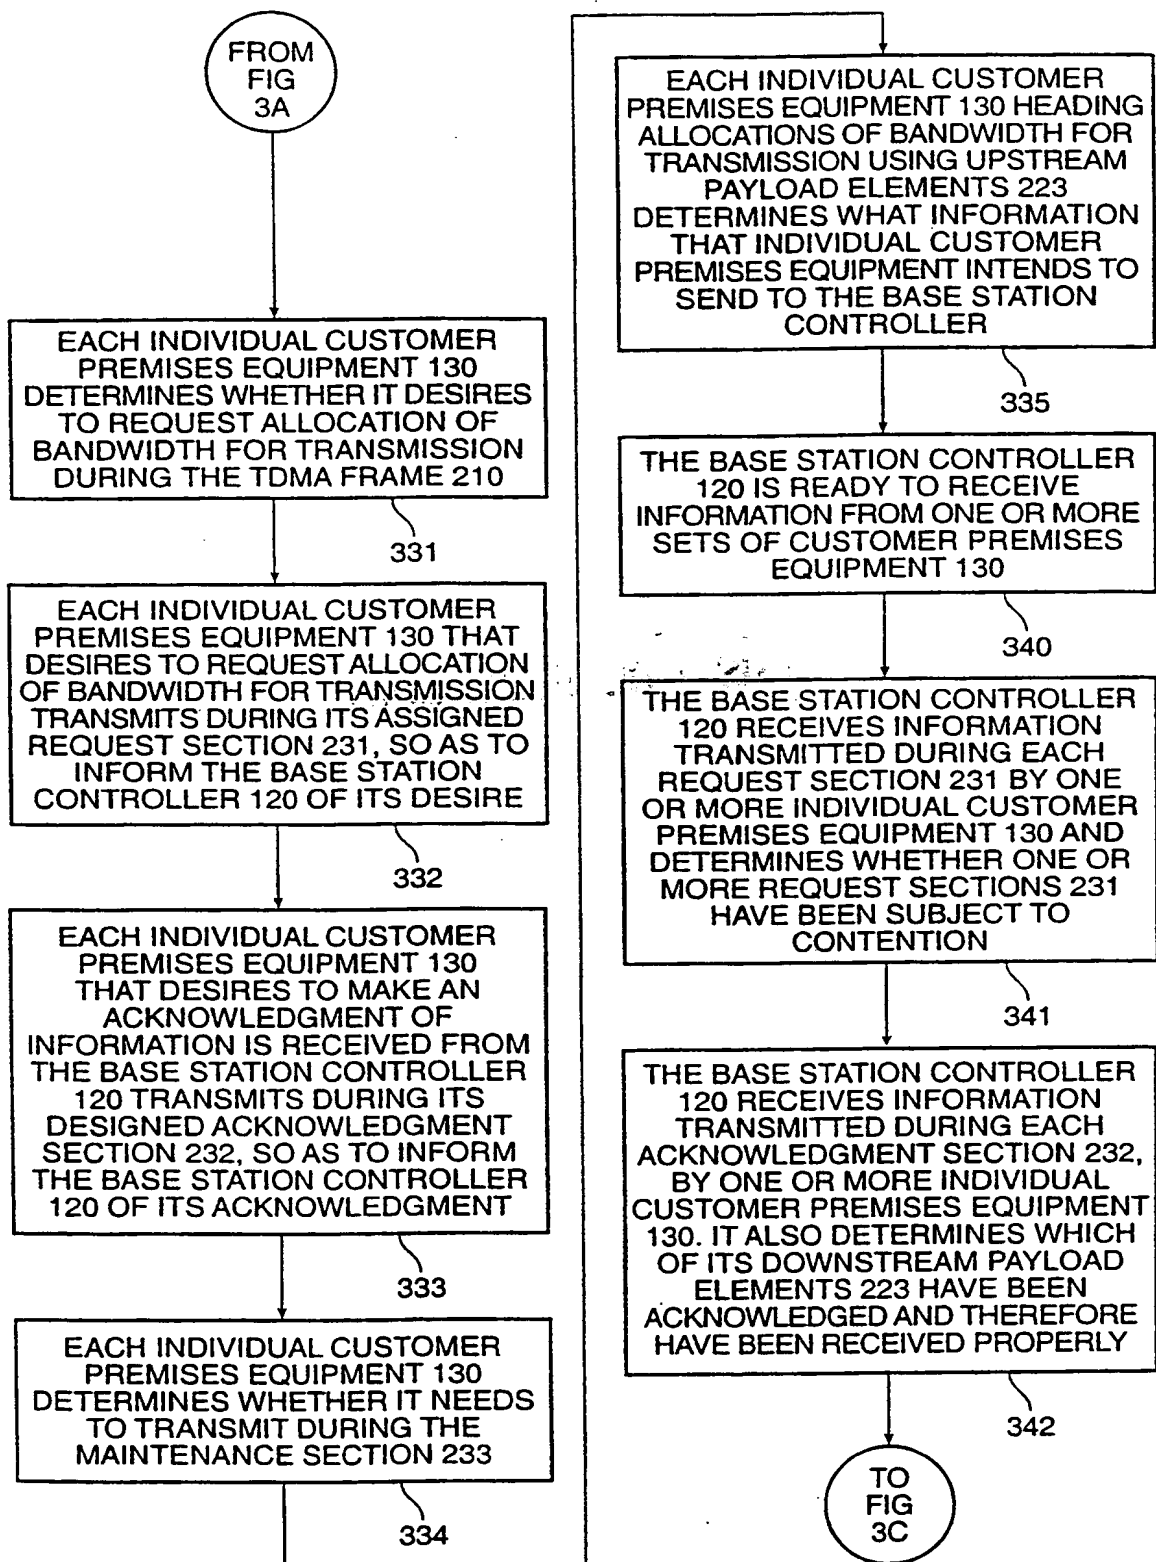 FROM
FIG
3A
EACH INDIVIDUAL CUSTOMER
PREMISES EQUIPMENT 130
DETERMINES WHETHER IT DESIRES
TO REQUEST ALLOCATION OF
BANDWIDTH FOR TRANSMISSION
DURING THE TDMA FRAME 210
331
EACH INDIVIDUAL CUSTOMER
PREMISES EQUIPMENT 130 THAT
DESIRES TO REQUEST ALLOCATION
OF BANDWIDTH FOR TRANSMISSION
TRANSMITS DURING ITS ASSIGNED
REQUEST SECTION 231, SO AS TO
INFORM THE BASE STATION
CONTROLLER 120 OF ITS DESIRE
332
EACH INDIVIDUAL CUSTOMER
PREMISES EQUIPMENT 130
THAT DESIRES TO MAKE AN
ACKNOWLEDGMENT OF
INFORMATION IS RECEIVED FROM
THE BASE STATION CONTROLLER
120 TRANSMITS DURING ITS
DESIGNED ACKNOWLEDGMENT
SECTION 232, SO AS TO INFORM
THE BASE STATION CONTROLLER
120 OF ITS ACKNOWLEDGMENT
333
EACH INDIVIDUAL CUSTOMER
PREMISES EQUIPMENT 130
DETERMINES WHETHER IT NEEDS
TO TRANSMIT DURING THE
MAINTENANCE SECTION 233
334
EACH INDIVIDUAL CUSTOMER
PREMISES EQUIPMENT 130 HEADING
ALLOCATIONS OF BANDWIDTH FOR
TRANSMISSION USING UPSTREAM
PAYLOAD ELEMENTS 223
DETERMINES WHAT INFORMATION
THAT INDIVIDUAL CUSTOMER
PREMISES EQUIPMENT INTENDS TO
SEND TO THE BASE STATION
CONTROLLER
335
THE BASE STATION CONTROLLER
120 IS READY TO RECEIVE
INFORMATION FROM ONE OR MORE
SETS OF CUSTOMER PREMISES
EQUIPMENT 130
340
THE BASE STATION CONTROLLER
120 RECEIVES INFORMATION
TRANSMITTED DURING EACH
REQUEST SECTION 231 BY ONE
OR MORE INDIVIDUAL CUSTOMER
PREMISES EQUIPMENT 130 AND
DETERMINES WHETHER ONE OR
MORE REQUEST SECTIONS 231
HAVE BEEN SUBJECT TO
CONTENTION
341
THE BASE STATION CONTROLLER
120 RECEIVES INFORMATION
TRANSMITTED DURING EACH
ACKNOWLEDGMENT SECTION 232,
BY ONE OR MORE INDIVIDUAL
CUSTOMER PREMISES EQUIPMENT
130. IT ALSO DETERMINES WHICH
OF ITS DOWNSTREAM PAYLOAD
ELEMENTS 223 HAVE BEEN
ACKNOWLEDGED AND THEREFORE
HAVE BEEN RECEIVED PROPERLY
342
TO
FIG
3C